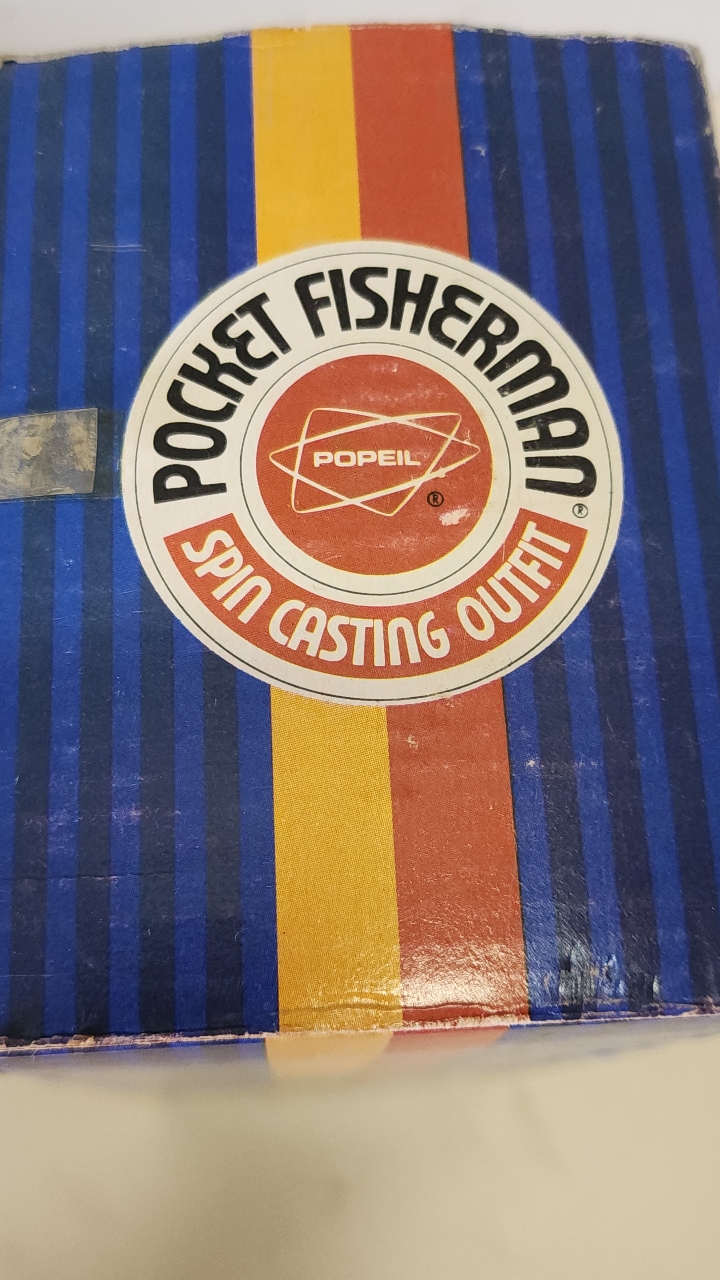 POCKET FISHERMAN®
POPEIL®
SPIN CASTING OUTFIT